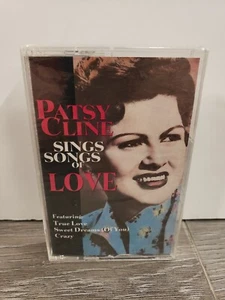 PATSY
CLINE
SINGS
SONGS
OF
LOVE
Featuring
True Love
Sweet Dreams (Of You)
Crazy